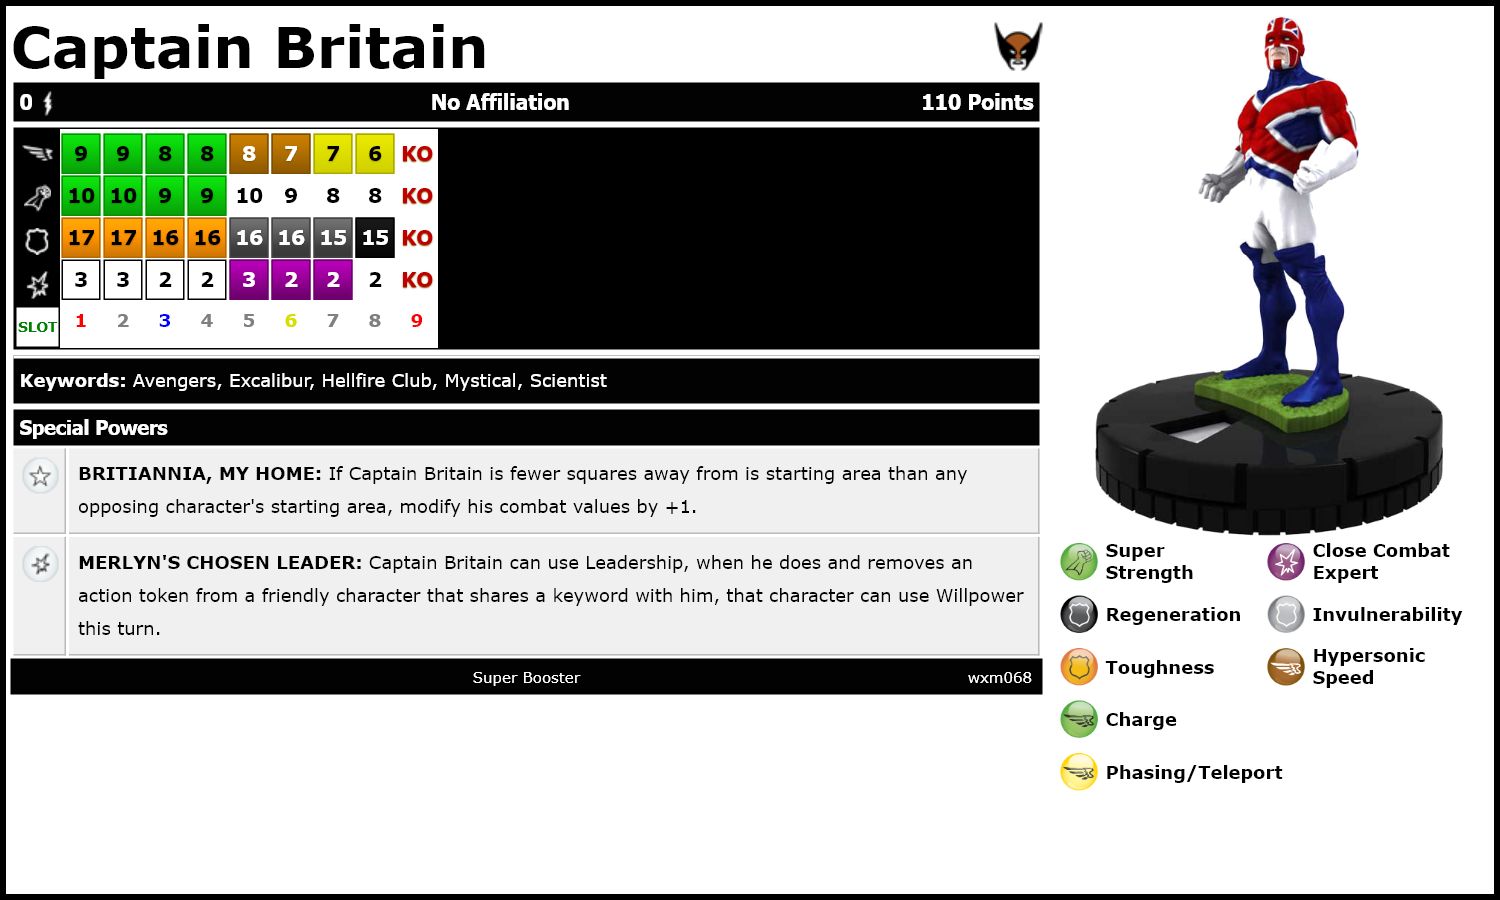 Captain Britain
0 No Affiliation 110 Points
9 9 8 8 8 7 7 6 KO
10 10 9 9 10 9 8 8 KO
17 17 16 16 16 16 15 15 KO
3 3 2 2 3 2 2 2 KO
SLOT 1 2 3 4 5 6 7 8 9
Keywords: Avengers, Excalibur, Hellfire Club, Mystical, Scientist
Special Powers
BRITIANNIA, MY HOME: If Captain Britain is fewer squares away from is starting area than any
opposing character's starting area, modify his combat values by +1.
MERLYN'S CHOSEN LEADER: Captain Britain can use Leadership, when he does and removes an
action token from a friendly character that shares a keyword with him, that character can use Willpower
this turn.
Super Booster wxm068
Super
Strength
Close Combat
Expert
Regeneration
Invulnerability
Toughness
Hypersonic
Speed
Charge
Phasing/Teleport